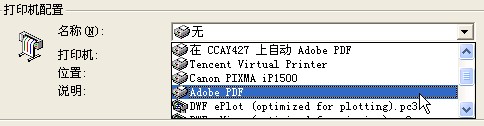 打印机配置
名称(N):
无
打印机:
位置:
说明:
在 CCAY427 上自动 Adobe PDF
Tencent Virtual Printer
Canon PIXMA iP1500
Adobe PDF
DWF ePlot (optimized for plotting).pc3